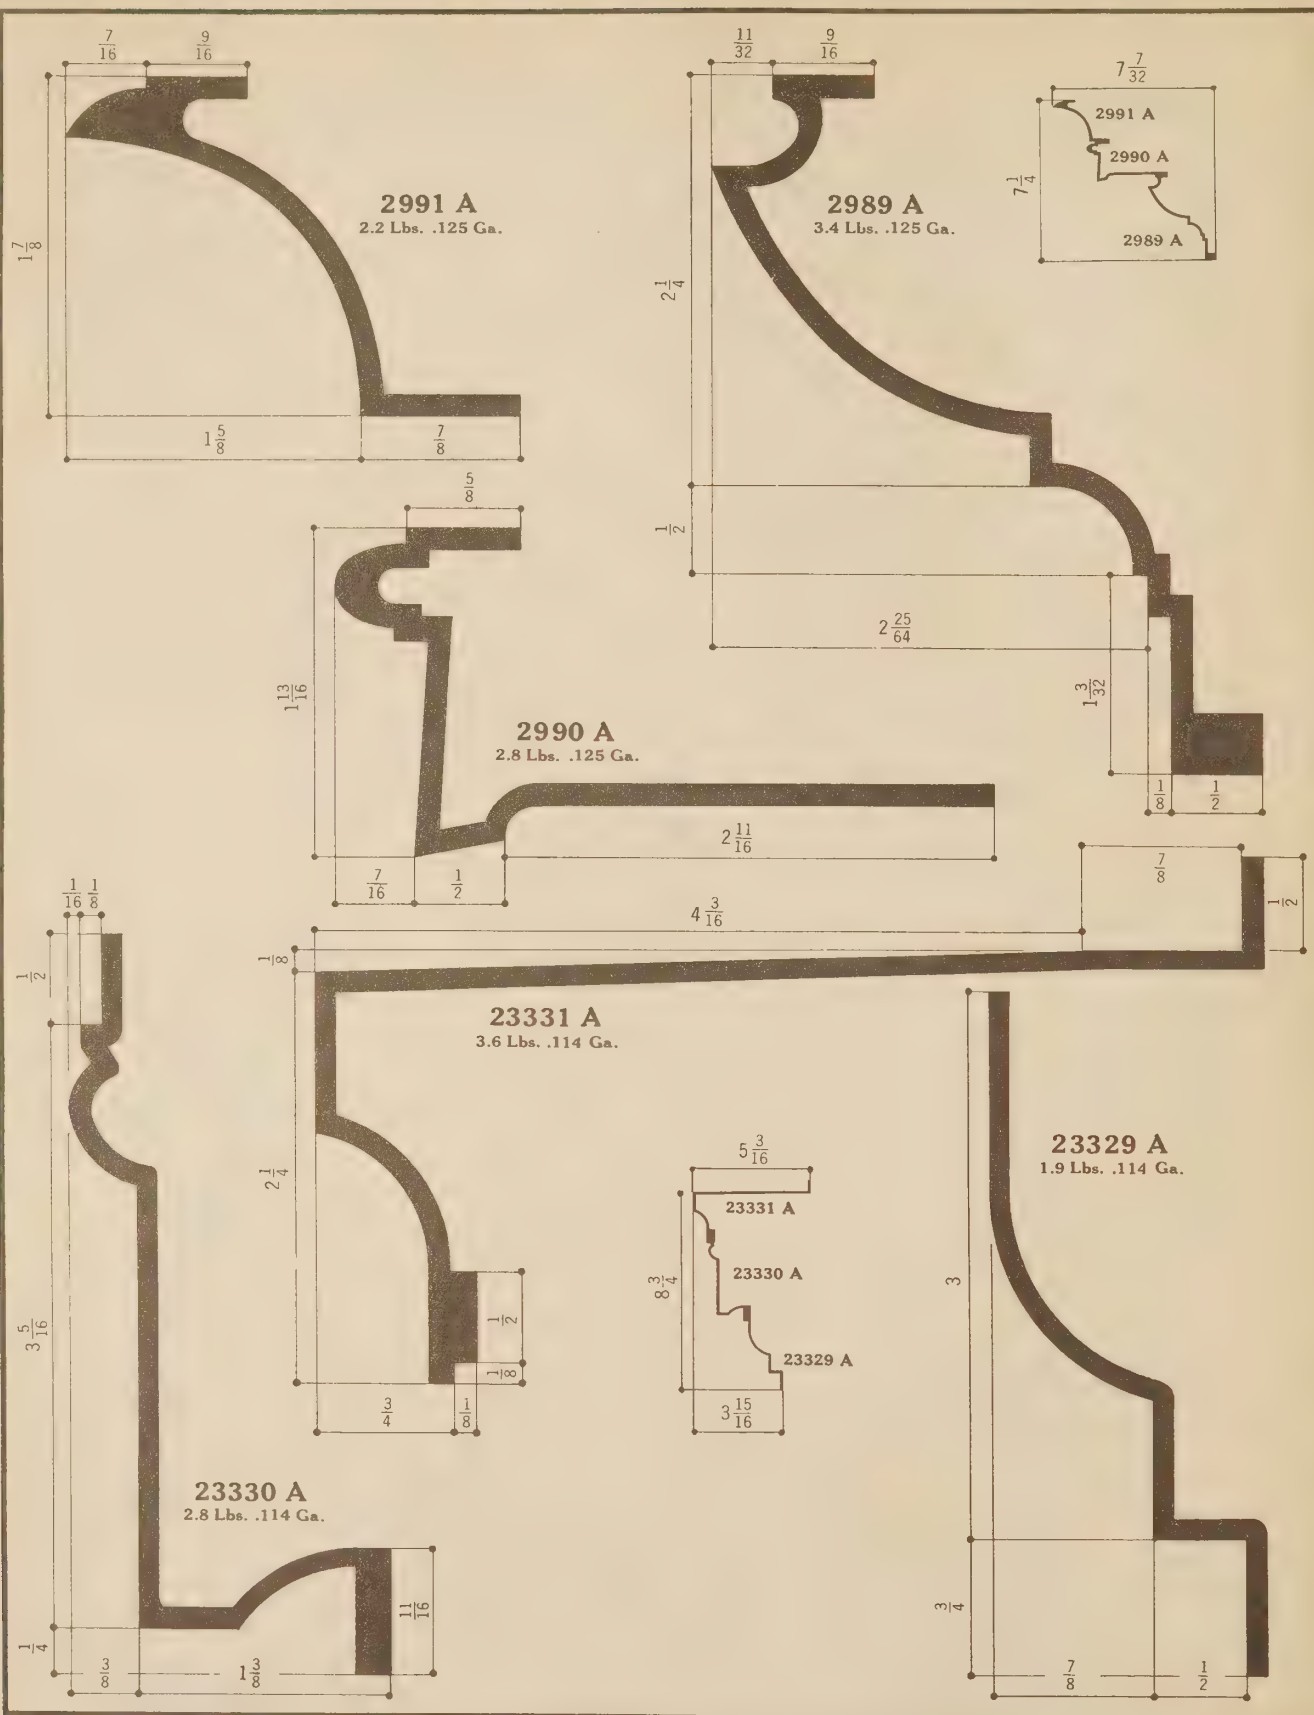 7/16
9/16
1 7/8
2991 A
2.2 Lbs. .125 Ga.
1 5/8
7/8
11/32
9/16
2 1/4
2989 A
3.4 Lbs. .125 Ga.
1/2
2 25/64
1 3/32
1/8
1/2
7 7/32
7 1/4
2991 A
2990 A
2989 A
5/8
1 13/16
2990 A
2.8 Lbs. .125 Ga.
2 11/16
7/16
1/2
4 3/16
7/8
1/2
1/8
23331 A
3.6 Lbs. .114 Ga.
2 1/4
1/2
1/8
3/4
1/8
1/16
1/8
1/2
3 5/16
23330 A
2.8 Lbs. .114 Ga.
11/16
1/4
3/8
1 3/8
5 3/16
8 3/4
23331 A
23330 A
23329 A
3 15/16
23329 A
1.9 Lbs. .114 Ga.
3
3/4
7/8
1/2